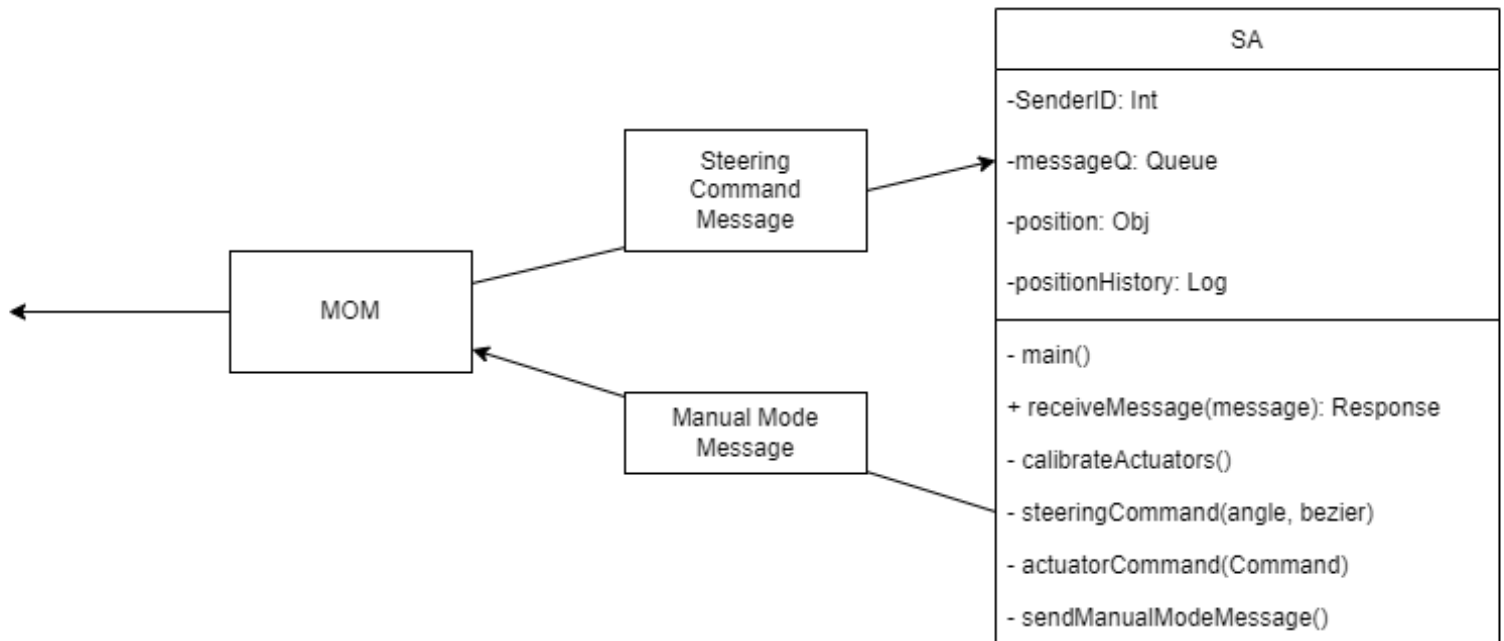 SA
-SenderID: Int
-messageQ: Queue
-position: Obj
-positionHistory: Log
- main()
+ receiveMessage(message): Response
- calibrateActuators()
- steeringCommand(angle, bezier)
- actuatorCommand(Command)
- sendManualModeMessage()
Steering
Command
Message
MOM
Manual Mode
Message